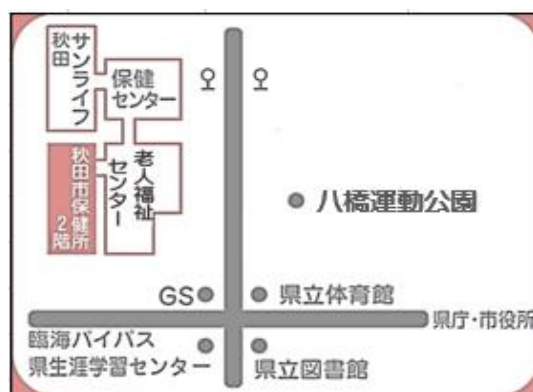 サンライフ
秋田
保健
センター
老人福祉
センター
秋田市保健所
2階
八橋運動公園
GS
県立体育館
県庁・市役所
臨海バイパス
県生涯学習センター
県立図書館